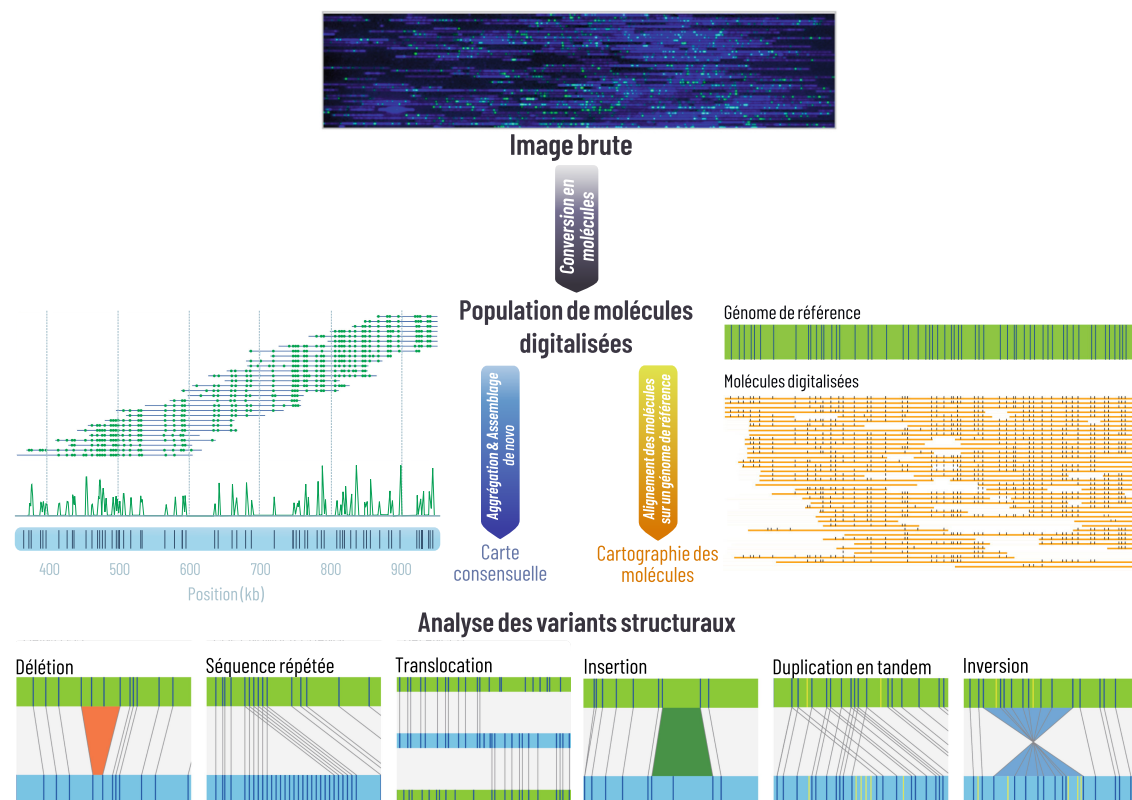 Image brute
Conversion en
molécules
Population de molécules
digitalisées
Génome de référence
Molécules digitalisées
Aggrégation & Assemblage
de novo
Alignement des molécules
sur un génome de référence
400
500
600
700
800
900
Position (kb)
Carte
consensuelle
Cartographie des
molécules
Analyse des variants structuraux
Délétion
Séquence répétée
Translocation
Insertion
Duplication en tandem
Inversion